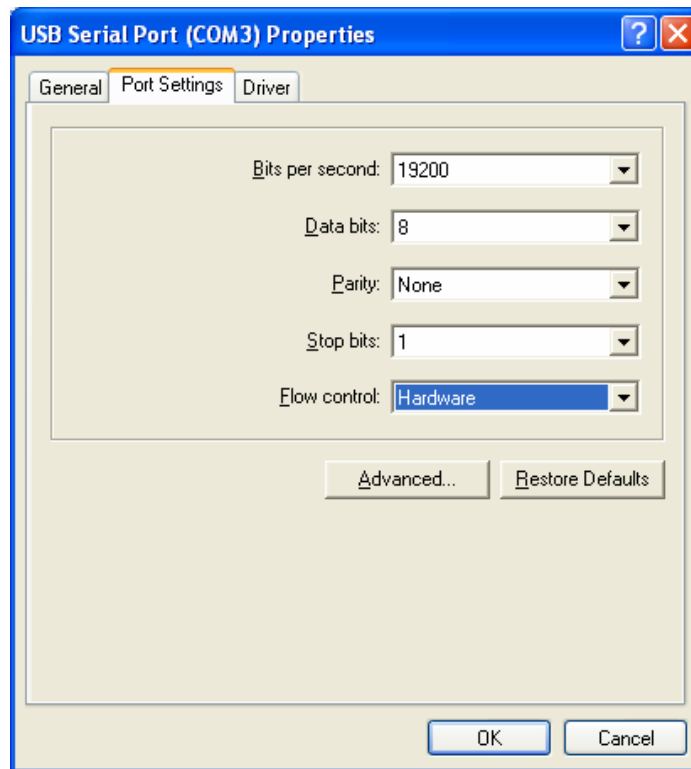 USB Serial Port (COM3) Properties
?
General Port Settings Driver
Bits per second: 19200
Data bits: 8
Parity: None
Stop bits: 1
Flow control: Hardware
Advanced... Restore Defaults
OK Cancel